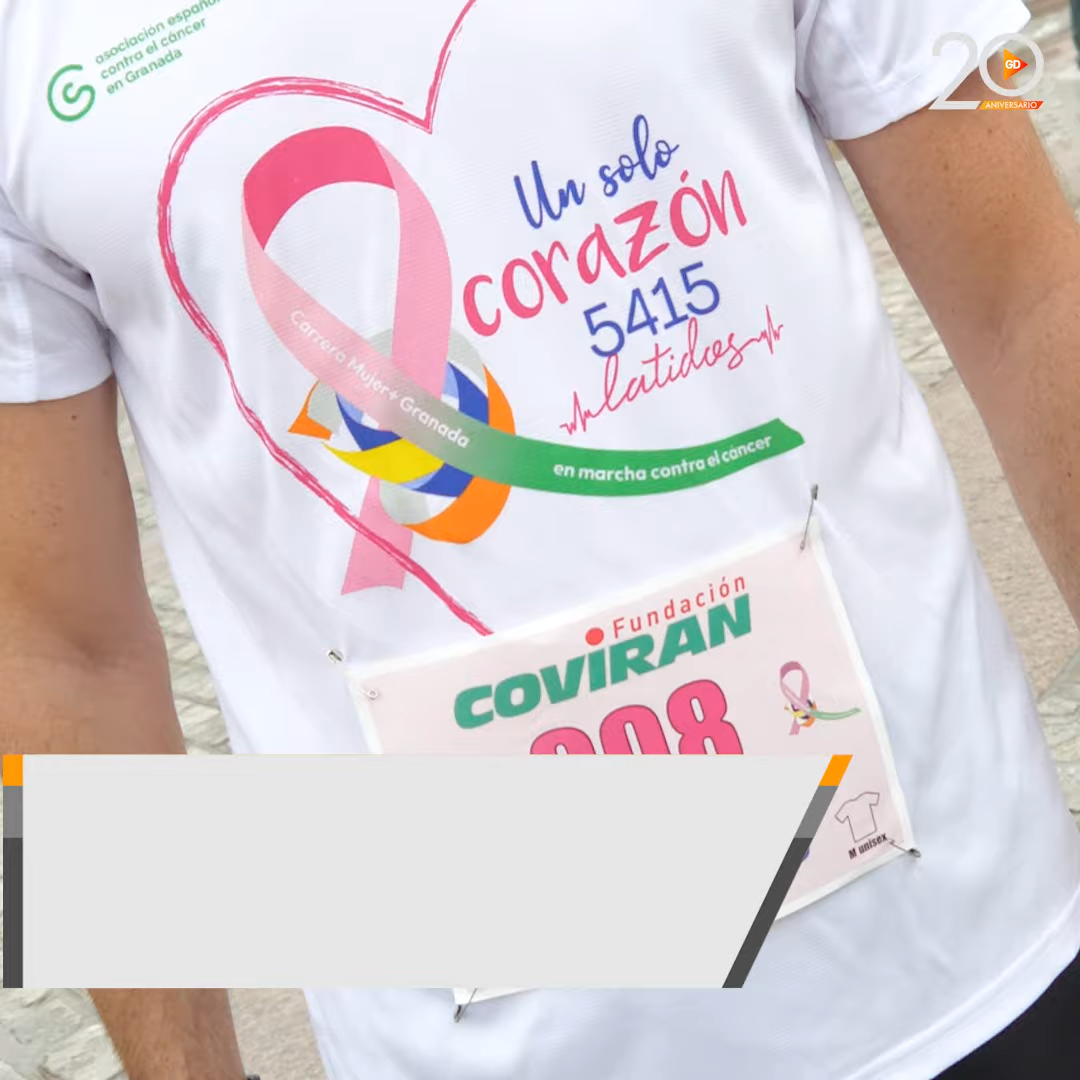 asociación español
contra el cáncer
en Granada
20
GD
ANIVERSARIO
Un solo
corazón
5415
latidos
Carrera Mujer+ Granada
en marcha contra el cáncer
Fundación
COVIRAN
M unisex